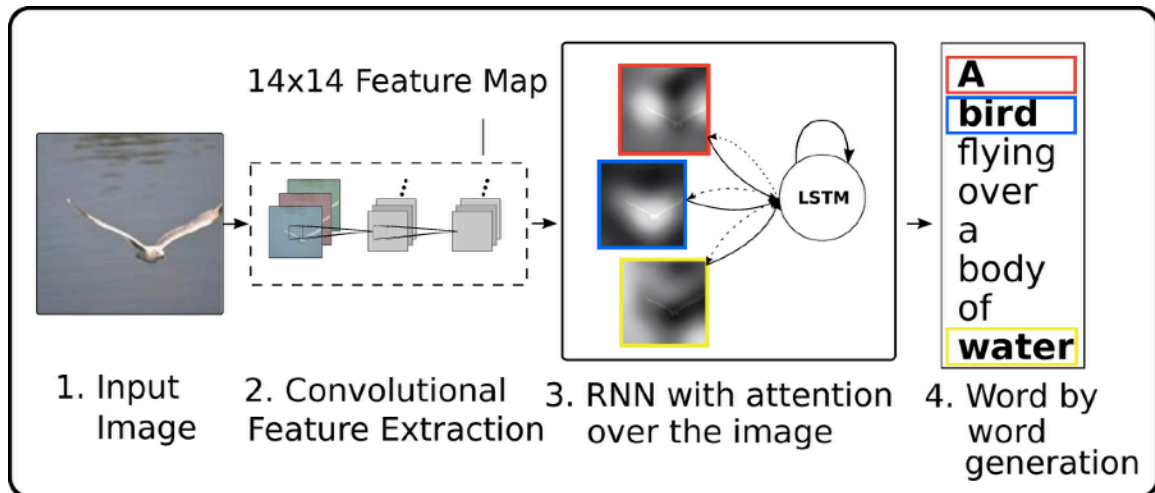 14x14 Feature Map
LSTM
A
bird
flying
over
a
body
of
water
1. Input
Image
2. Convolutional
Feature Extraction
3. RNN with attention
over the image
4. Word by
word
generation